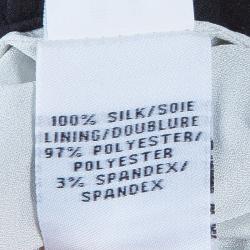 100% SILK/SOIE
LINING/DOUBLURE
97% POLYESTER/
POLYESTER
3% SPANDEX/
SPANDEX